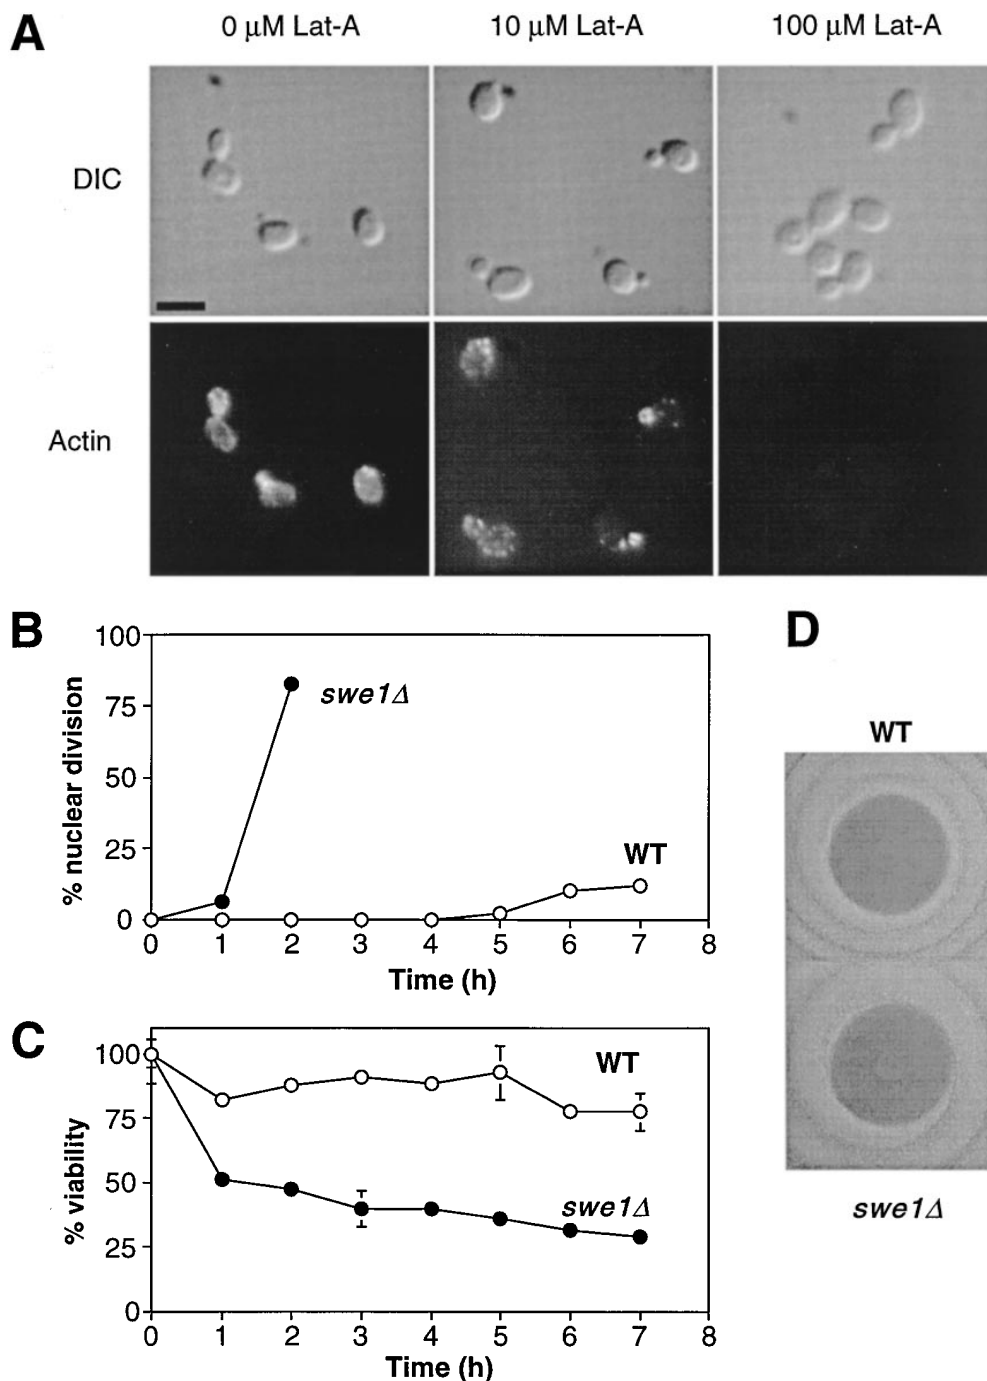 A
0 µM Lat-A
10 µM Lat-A
100 µM Lat-A
DIC
Actin
B
% nuclear division
100
75
50
25
0
swe1Δ
WT
0 1 2 3 4 5 6 7 8
Time (h)
C
% viability
100
75
50
25
0
WT
swe1Δ
0 1 2 3 4 5 6 7 8
Time (h)
D
WT
swe1Δ